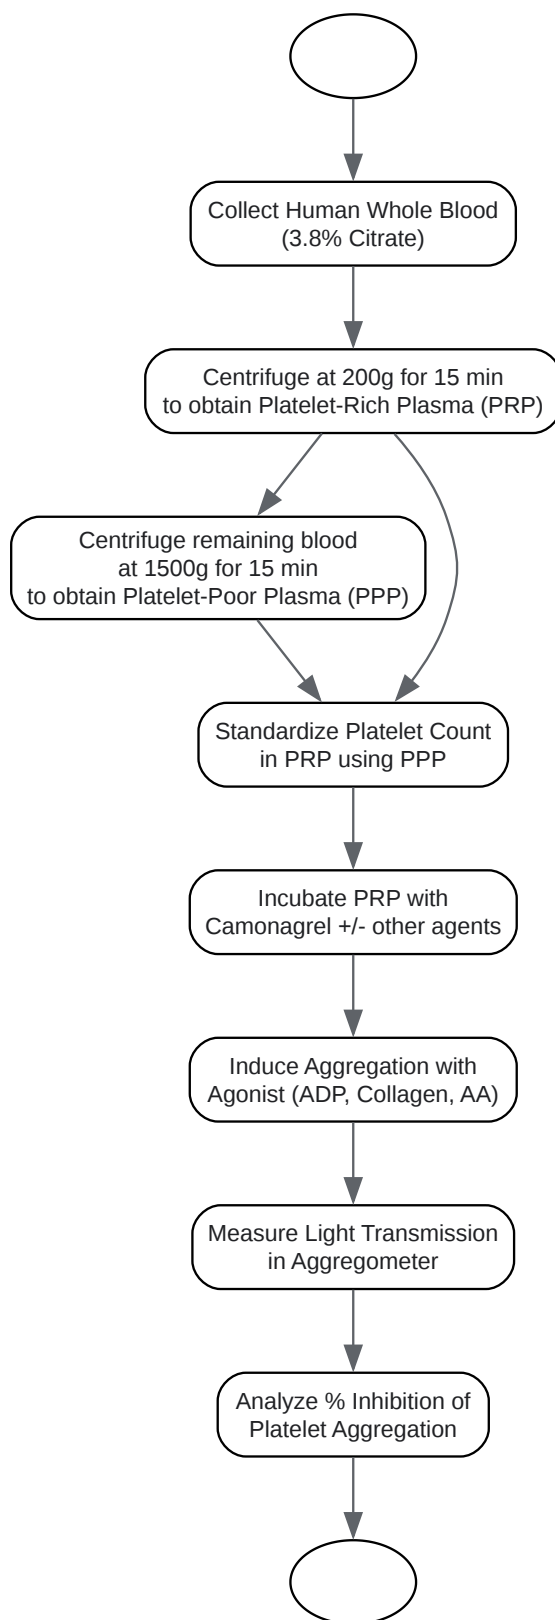 Collect Human Whole Blood
(3.8% Citrate)
Centrifuge at 200g for 15 min
to obtain Platelet-Rich Plasma (PRP)
Centrifuge remaining blood
at 1500g for 15 min
to obtain Platelet-Poor Plasma (PPP)
Standardize Platelet Count
in PRP using PPP
Incubate PRP with
Camonagrel +/- other agents
Induce Aggregation with
Agonist (ADP, Collagen, AA)
Measure Light Transmission
in Aggregometer
Analyze % Inhibition of
Platelet Aggregation